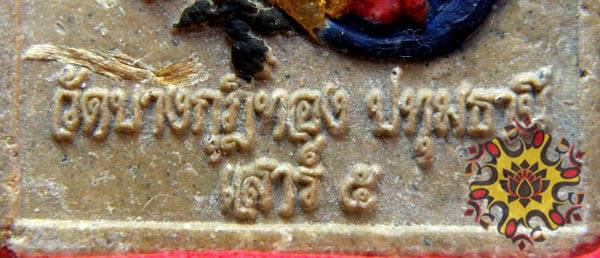 วัดบางกุฎีทอง ปทุมธานี
เสาร์ ๕